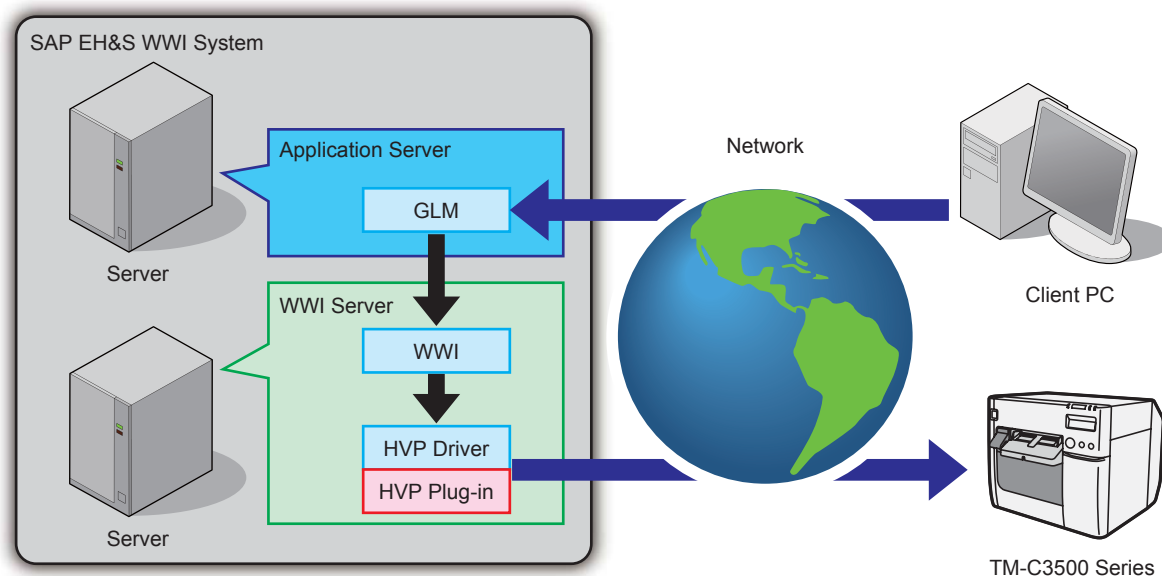 SAP EH&S WWI System
Application Server
GLM
Server
WWI Server
WWI
HVP Driver
HVP Plug-in
Server
Network
Client PC
TM-C3500 Series